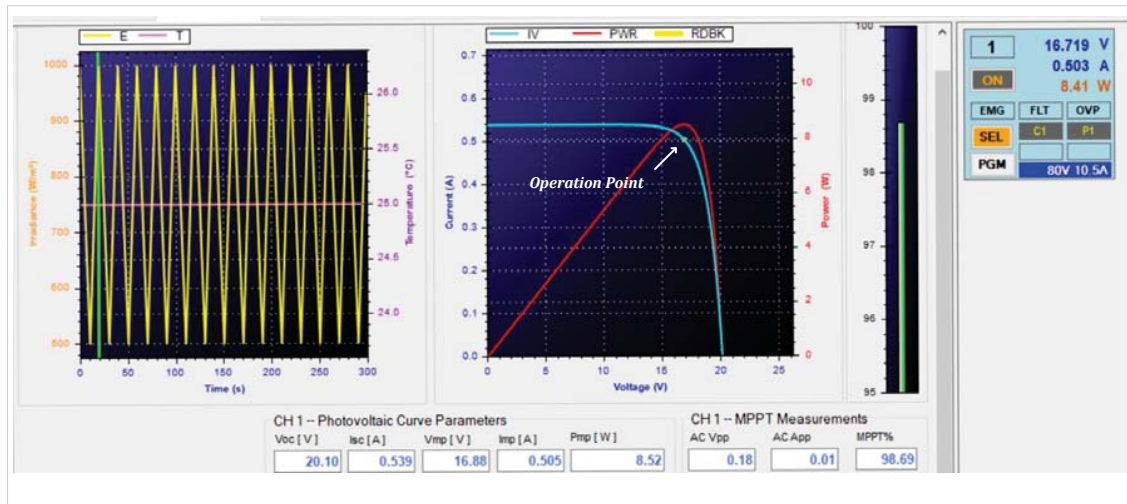 E T
1000
900
800
700
600
500
Irradiance (W/m²)
26.0
25.5
25.0
24.5
24.0
Temperature (°C)
0 50 100 150 200 250 300
Time (s)
IV PWR RDBK
0.7
0.6
0.5
0.4
0.3
0.2
0.1
0.0
Current (A)
Operation Point
10
8
6
4
2
0
Power (W)
0 5 10 15 20 25
Voltage (V)
100
99
98
97
96
95
1 16.719 V
0.503 A
ON 8.41 W
EMG FLT OVP
SEL C1 P1
PGM 80V 10.5A
CH 1 -- Photovoltaic Curve Parameters
Voc [ V ] Isc [ A ] Vmp [ V ] Imp [ A ] Pmp [ W ]
20.10 0.539 16.88 0.505 8.52
CH 1 -- MPPT Measurements
AC Vpp AC App MPPT%
0.18 0.01 98.69